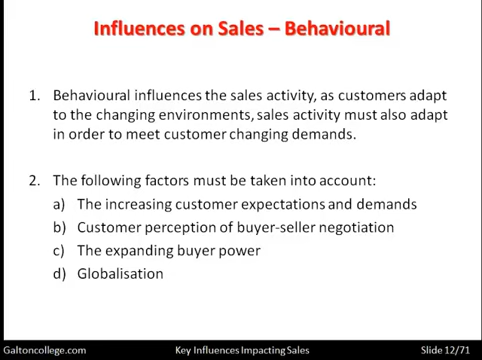 Influences on Sales – Behavioural
1. Behavioural influences the sales activity, as customers adapt
to the changing environments, sales activity must also adapt
in order to meet customer changing demands.
2. The following factors must be taken into account:
a) The increasing customer expectations and demands
b) Customer perception of buyer-seller negotiation
c) The expanding buyer power
d) Globalisation
Galtoncollege.com Key Influences Impacting Sales Slide 12/71